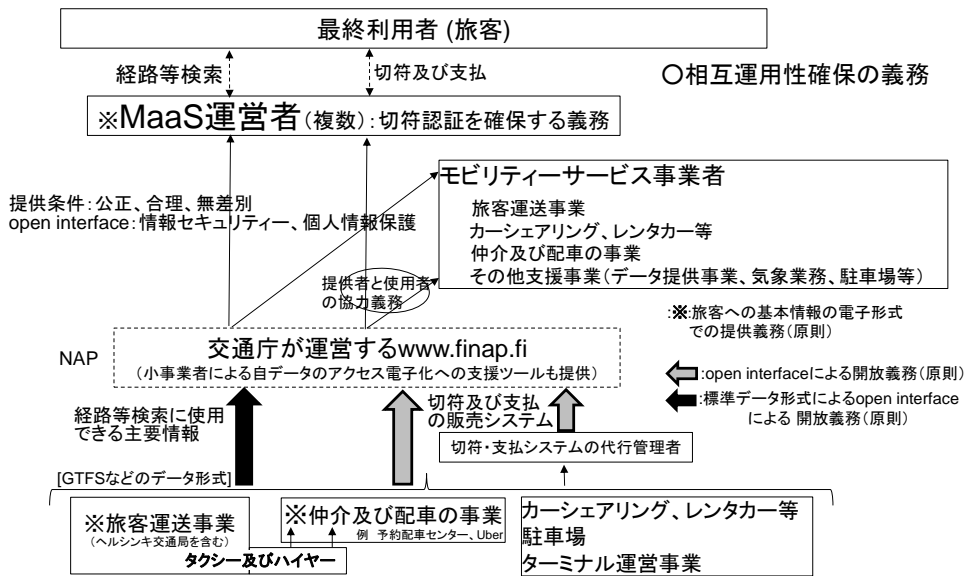 最終利用者 (旅客)
経路等検索
切符及び支払
〇相互運用性確保の義務
※MaaS運営者(複数):切符認証を確保する義務
モビリティーサービス事業者
提供条件:公正、合理、無差別
open interface:情報セキュリティー、個人情報保護
旅客運送事業
カーシェアリング、レンタカー等
仲介及び配車の事業
その他支援事業(データ提供事業、気象業務、駐車場等)
提供者と使用者
の協力義務
:※:旅客への基本情報の電子形式
での提供義務(原則)
NAP
交通庁が運営するwww.finap.fi
(小事業者による自データのアクセス電子化への支援ツールも提供)
:open interfaceによる開放義務(原則)
:標準データ形式によるopen interface
による 開放義務(原則)
経路等検索に使用
できる主要情報
切符及び支払
の販売システム
切符・支払システムの代行管理者
[GTFSなどのデータ形式]
※旅客運送事業
(ヘルシンキ交通局を含む)
タクシー及びハイヤー
※仲介及び配車の事業
例 予約配車センター、Uber
カーシェアリング、レンタカー等
駐車場
ターミナル運営事業